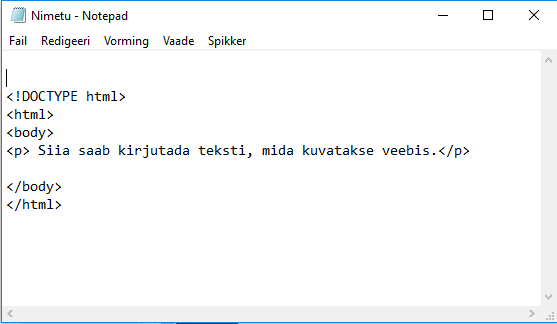 Nimetu - Notepad
Fail Redigeeri Vorming Vaade Spikker
<!DOCTYPE html>
<html>
<body>
<p> Siia saab kirjutada teksti, mida kuvatakse veebis.</p>
</body>
</html>